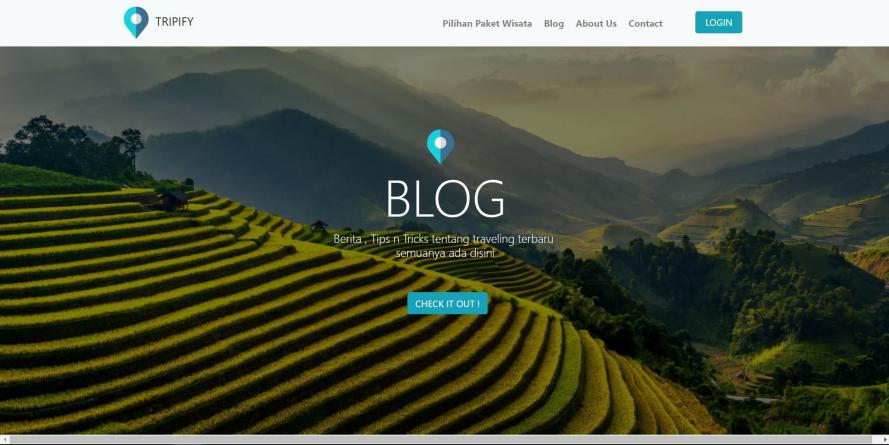 TRIPIFY
Pilihan Paket Wisata
Blog
About Us
Contact
LOGIN
BLOG
Berita , Tips n Tricks tentang traveling terbaru
semuanya ada disini
CHECK IT OUT !